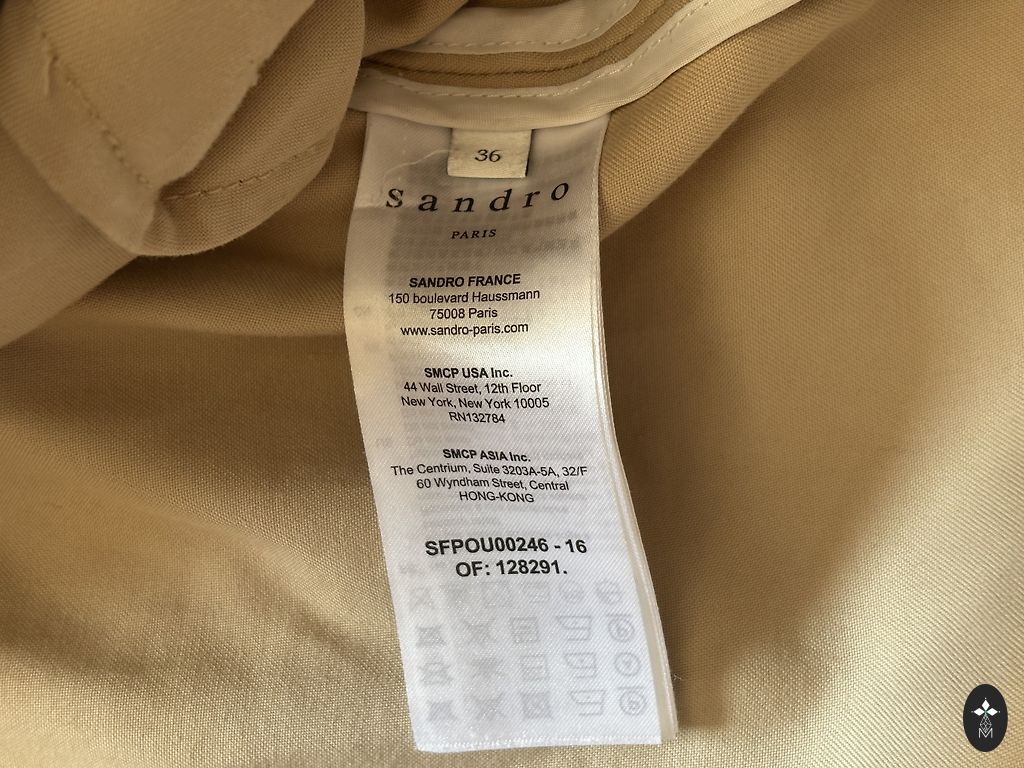 36
sandro
PARIS
SANDRO FRANCE
150 boulevard Haussmann
75008 Paris
www.sandro-paris.com
SMCP USA Inc.
44 Wall Street, 12th Floor
New York, New York 10005
RN132784
SMCP ASIA Inc.
The Centrium, Suite 3203A-5A, 32/F
60 Wyndham Street, Central
HONG-KONG
SFPOU00246 - 16
OF: 128291.
M